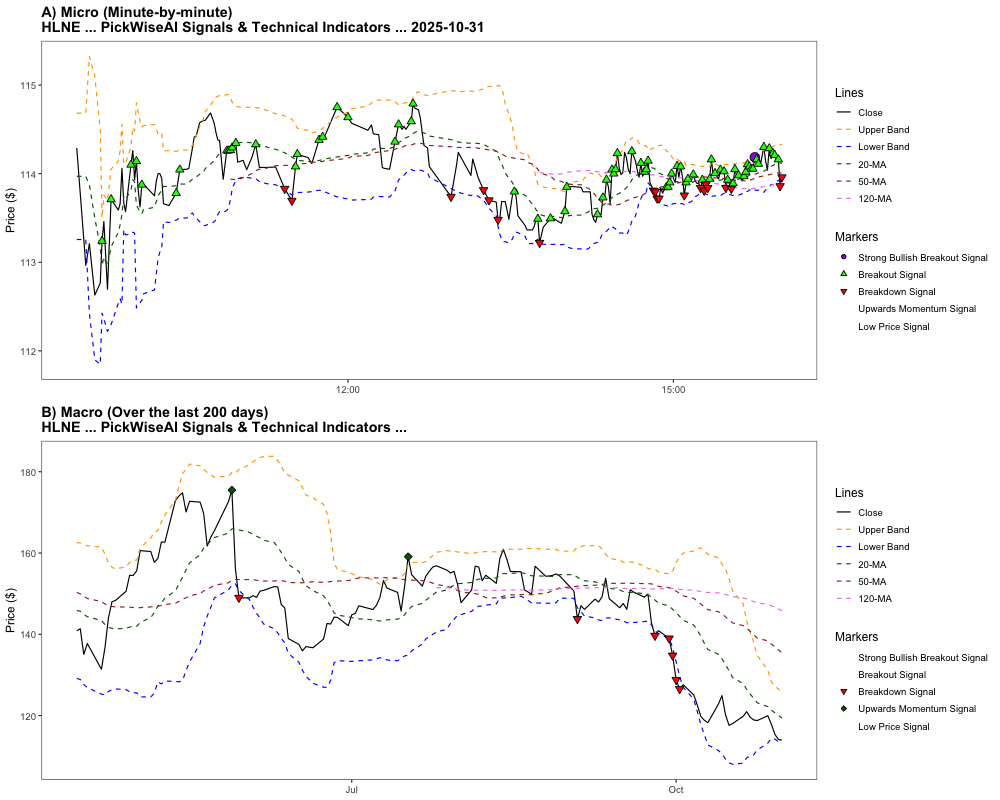 A) Micro (Minute-by-minute)
HLNE ... PickWiseAI Signals & Technical Indicators ... 2025-10-31
Price ($)
115
114
113
112
12:00
15:00
Lines
Close
Upper Band
Lower Band
20-MA
50-MA
120-MA
Markers
Strong Bullish Breakout Signal
Breakout Signal
Breakdown Signal
Upwards Momentum Signal
Low Price Signal
B) Macro (Over the last 200 days)
HLNE ... PickWiseAI Signals & Technical Indicators ...
Price ($)
180
160
140
120
Jul
Oct
Lines
Close
Upper Band
Lower Band
20-MA
50-MA
120-MA
Markers
Strong Bullish Breakout Signal
Breakout Signal
Breakdown Signal
Upwards Momentum Signal
Low Price Signal